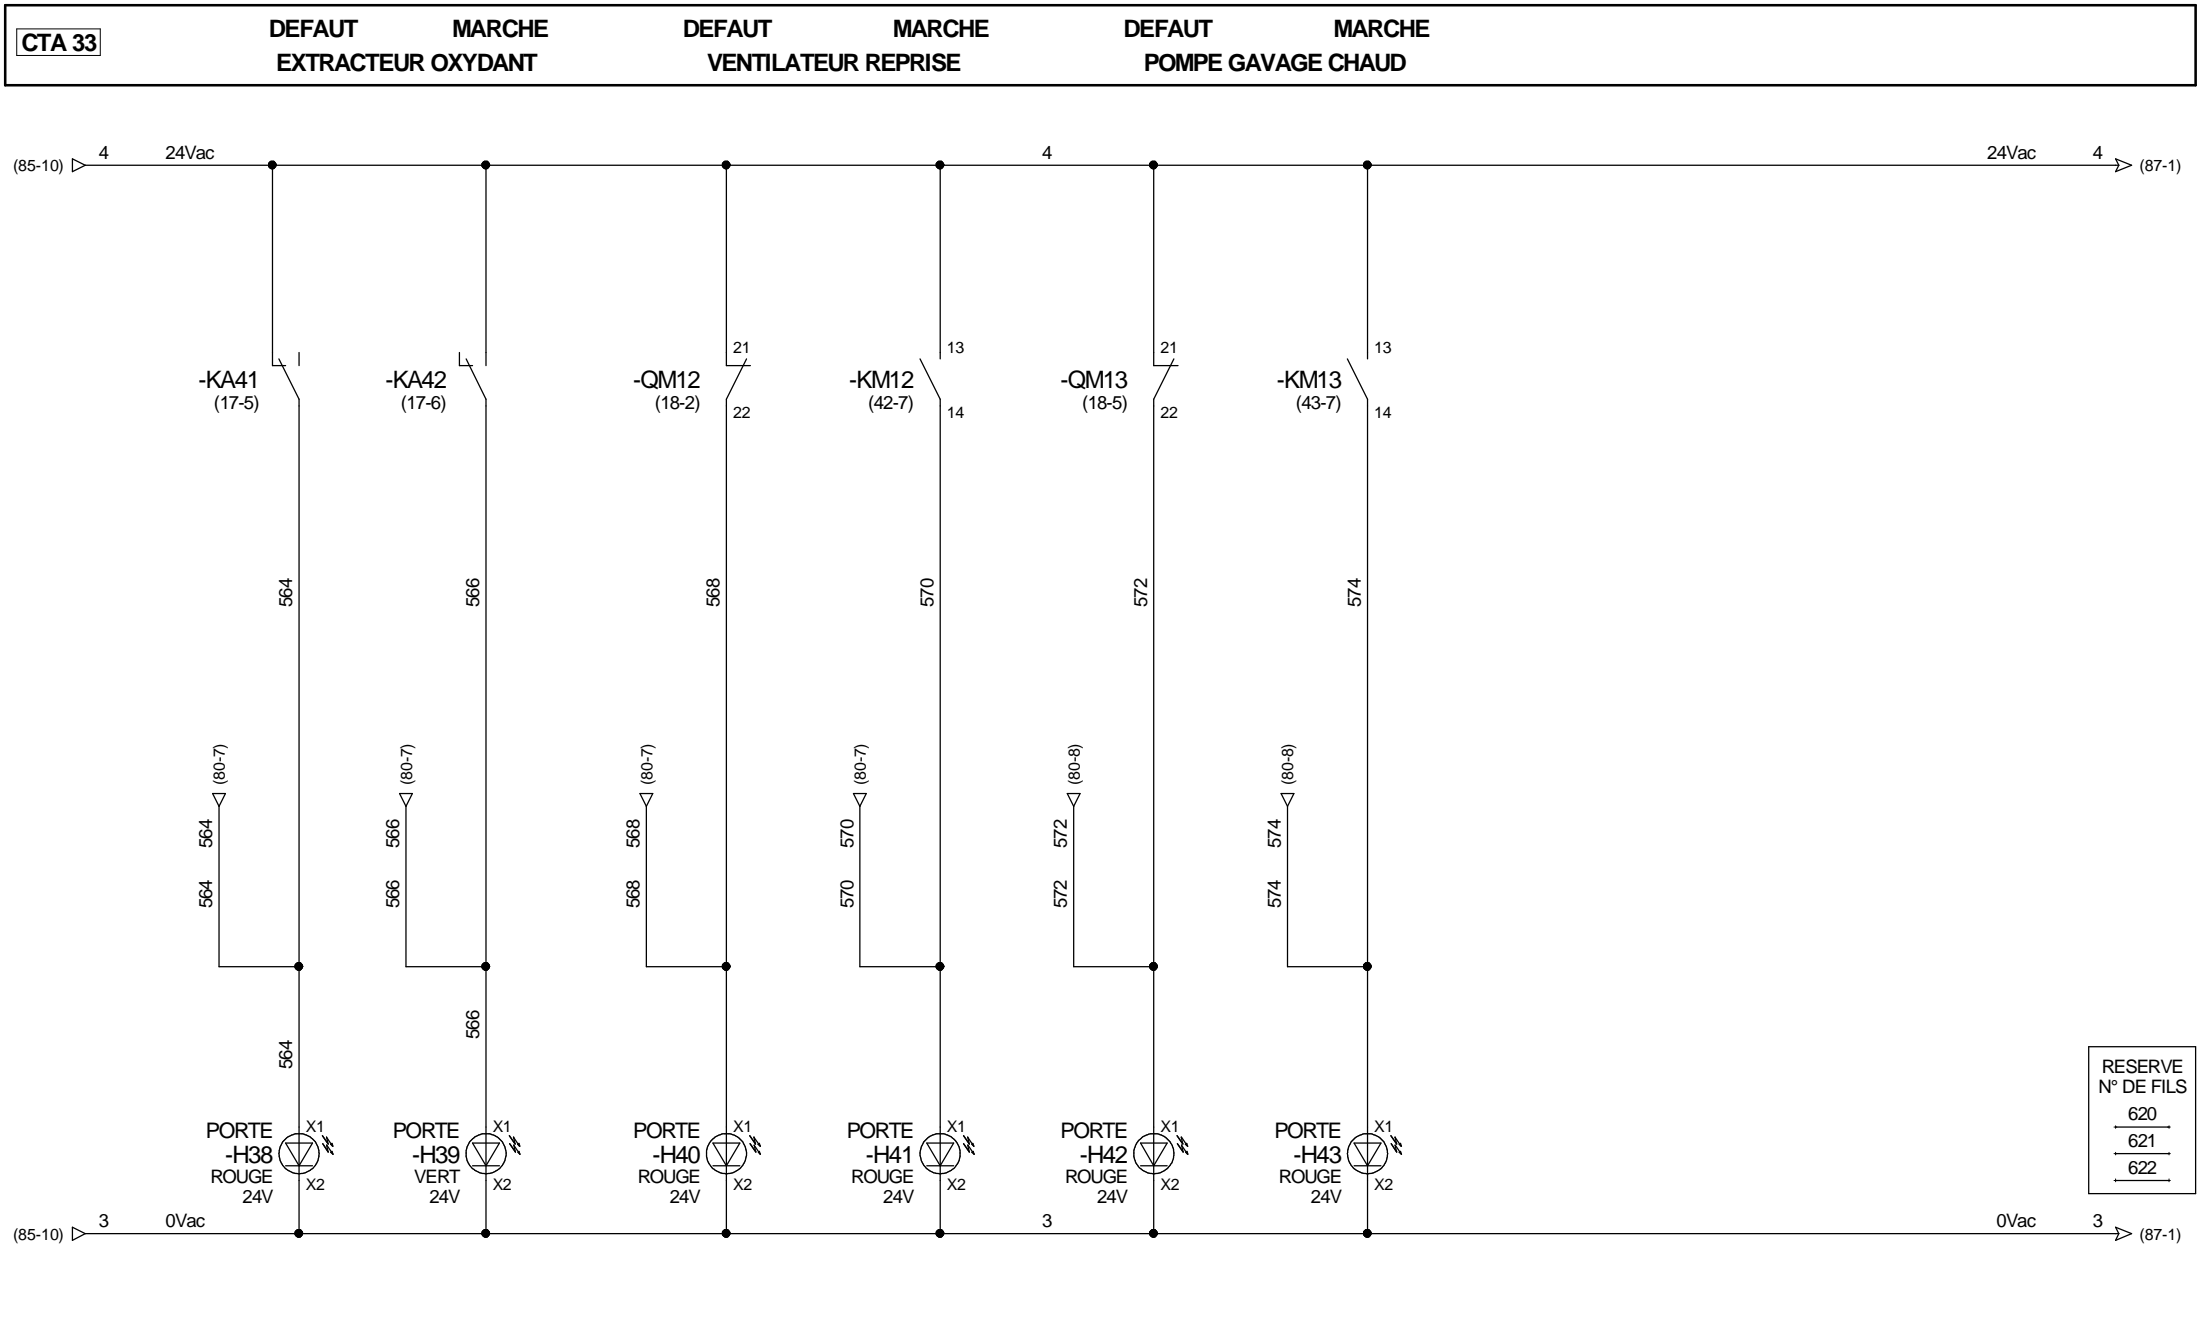 CTA 33
DEFAUT MARCHE DEFAUT MARCHE DEFAUT MARCHE
EXTRACTEUR OXYDANT VENTILATEUR REPRISE POMPE GAVAGE CHAUD
(85-10) 4 24Vac 4 24Vac 4 (87-1)
21 13 21 13
-KA41 -KA42 -QM12 -KM12 -QM13 -KM13
(17-5) (17-6) (18-2) (42-7) (18-5) (43-7)
22 14 22 14
564 566 568 570 572 574
(80-7) (80-7) (80-7) (80-7) (80-8) (80-8)
564 566 568 570 572 574
564 566 568 570 572 574
566
564
RESERVE
N° DE FILS
620
621
622
PORTE X1 PORTE X1 PORTE X1 PORTE X1 PORTE X1 PORTE X1
-H38 -H39 -H40 -H41 -H42 -H43
ROUGE X2 VERT X2 ROUGE X2 ROUGE X2 ROUGE X2 ROUGE X2
24V 24V 24V 24V 24V 24V
(85-10) 3 0Vac 3 0Vac 3 (87-1)